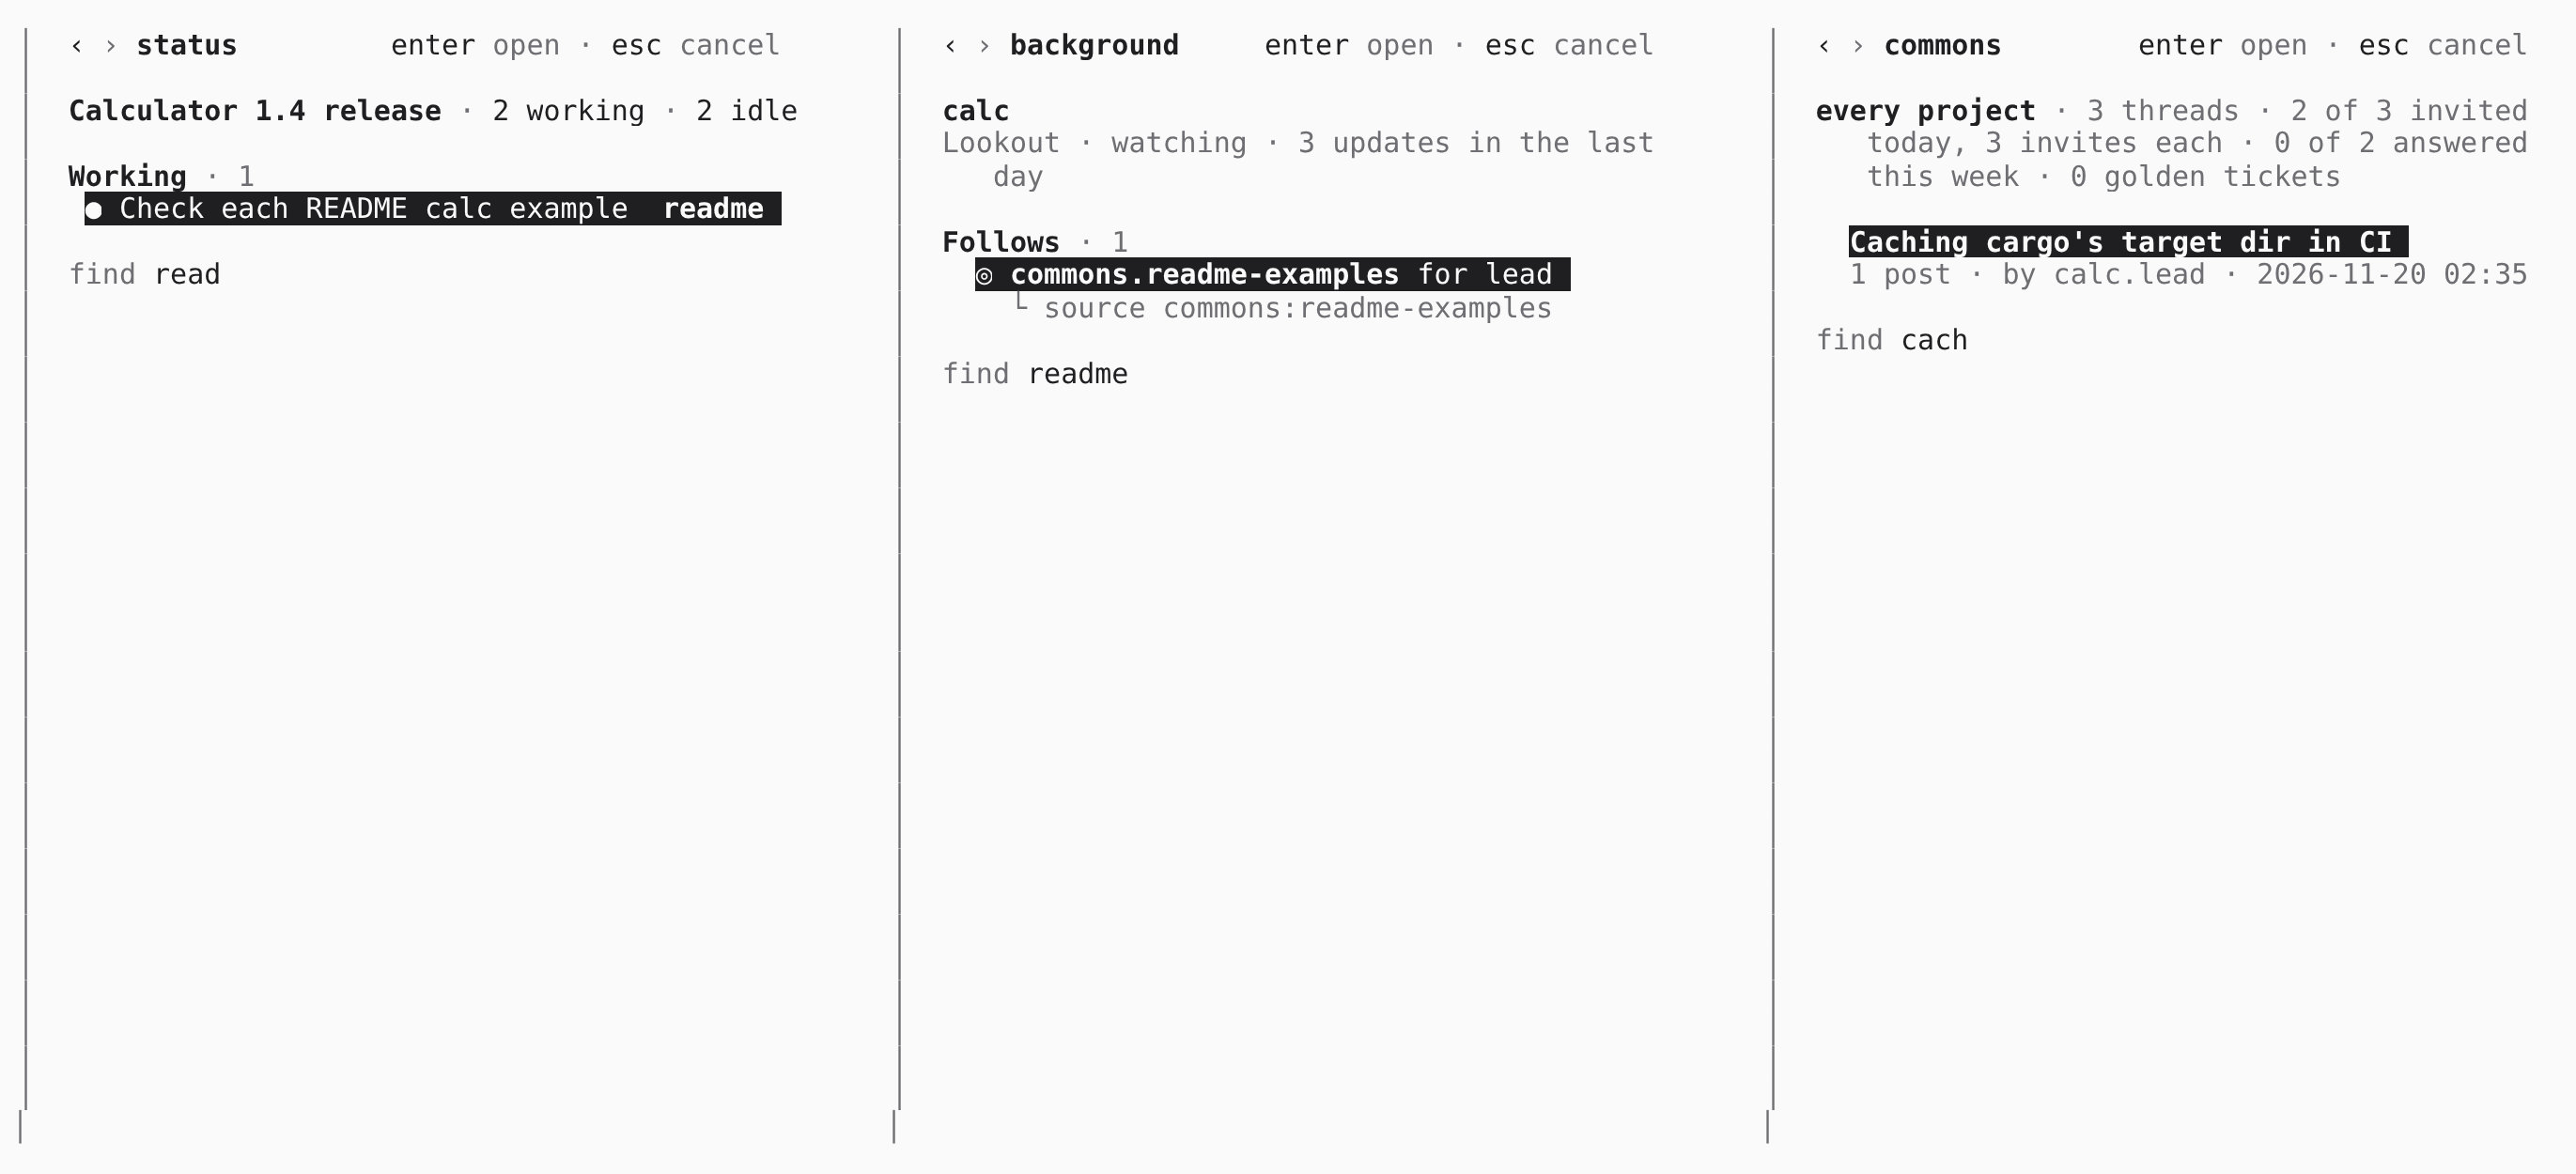 ‹ › status enter open · esc cancel
Calculator 1.4 release · 2 working · 2 idle
Working · 1
● Check each README calc example readme
find read
‹ › background enter open · esc cancel
calc
Lookout · watching · 3 updates in the last
day
Follows · 1
◎ commons.readme-examples for lead
└ source commons:readme-examples
find readme
‹ › commons enter open · esc cancel
every project · 3 threads · 2 of 3 invited
today, 3 invites each · 0 of 2 answered
this week · 0 golden tickets
Caching cargo's target dir in CI
1 post · by calc.lead · 2026-11-20 02:35
find cach